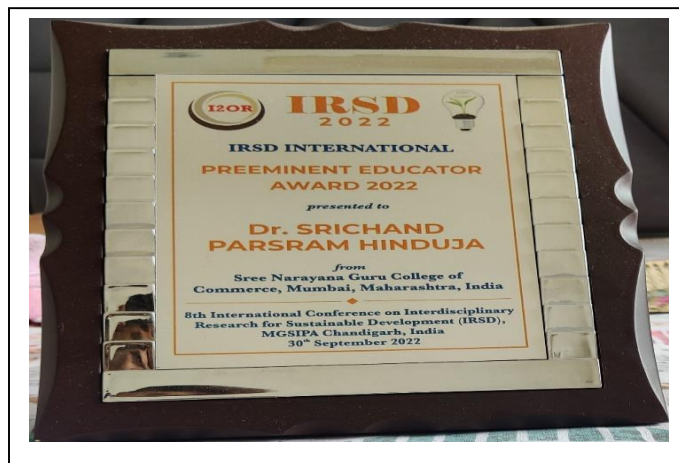 I2OR
IRSD
2022
IRSD INTERNATIONAL
PREEMINENT EDUCATOR
AWARD 2022
presented to
Dr. SRICHAND
PARSRAM HINDUJA
from
Sree Narayana Guru College of
Commerce, Mumbai, Maharashtra, India
8th International Conference on Interdisciplinary
Research for Sustainable Development (IRSD),
MGSIPA Chandigarh, India
30th September 2022